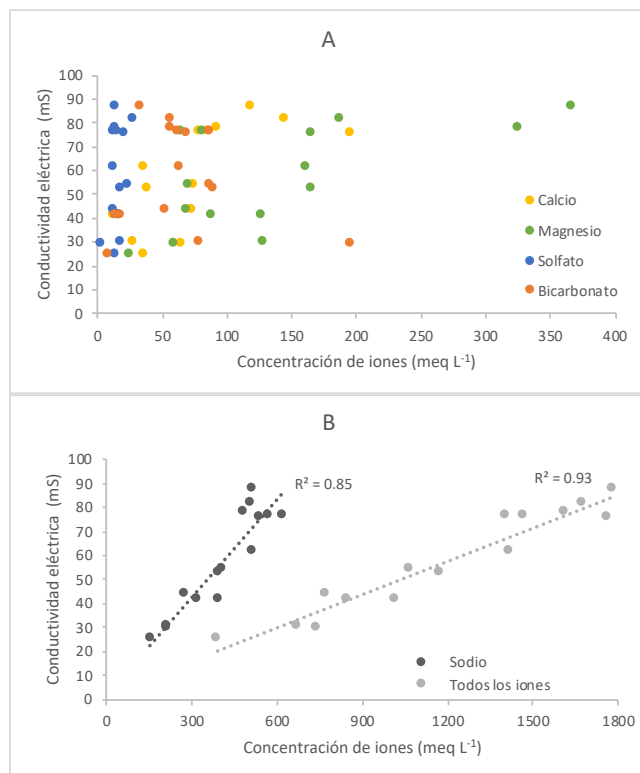 A
Conductividad eléctrica (mS)
100
90
80
70
60
50
40
30
20
10
0
0 50 100 150 200 250 300 350 400
Concentración de iones (meq L-1)
Calcio
Magnesio
Solfato
Bicarbonato
B
Conductividad eléctrica (mS)
100
90
80
70
60
50
40
30
20
10
0
R² = 0.85
R² = 0.93
Sodio
Todos los iones
0 300 600 900 1200 1500 1800
Concentración de iones (meq L-1)